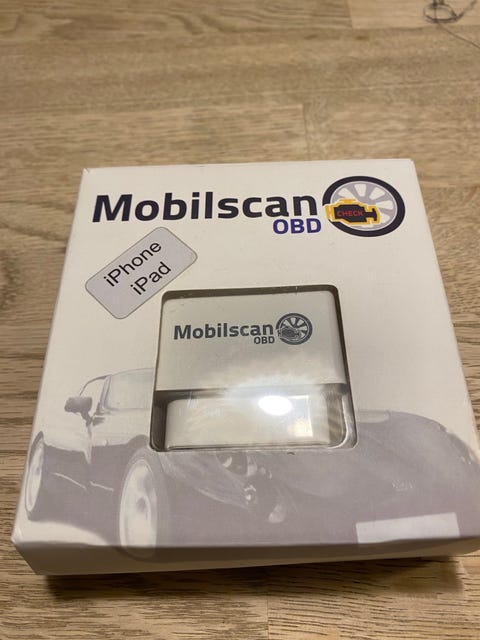 Mobilscan
OBD
CHECK
iPhone
iPad
Mobilscan
OBD